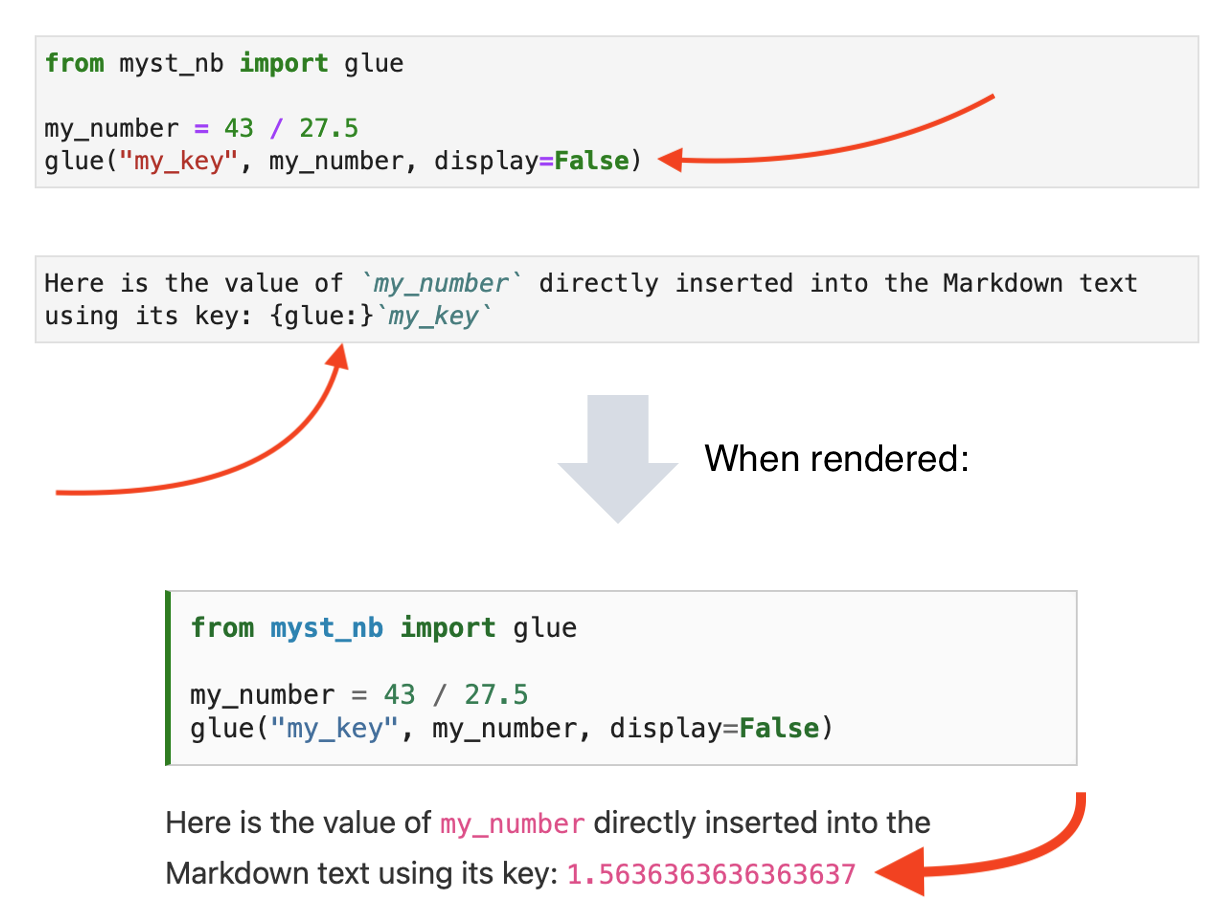 from myst_nb import glue
my_number = 43 / 27.5
glue("my_key", my_number, display=False)
Here is the value of `my_number` directly inserted into the Markdown text
using its key: {glue:}`my_key`
When rendered:
from myst_nb import glue
my_number = 43 / 27.5
glue("my_key", my_number, display=False)
Here is the value of my_number directly inserted into the
Markdown text using its key: 1.5636363636363637